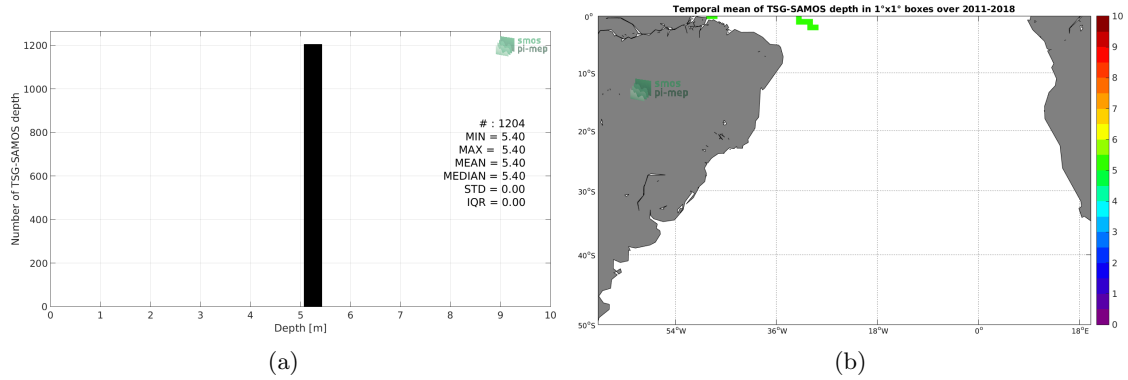 1200
1000
800
600
400
200
0
Number of TSG-SAMOS depth
smos
pi-mep
# : 1204
MIN = 5.40
MAX = 5.40
MEAN = 5.40
MEDIAN = 5.40
STD = 0.00
IQR = 0.00
0 1 2 3 4 5 6 7 8 9 10
Depth [m]
(a)
Temporal mean of TSG-SAMOS depth in 1°x1° boxes over 2011-2018
0°
10°S
20°S
30°S
40°S
50°S
smos
pi-mep
54°W 36°W 18°W 0° 18°E
10
9
8
7
6
5
4
3
2
1
0
(b)